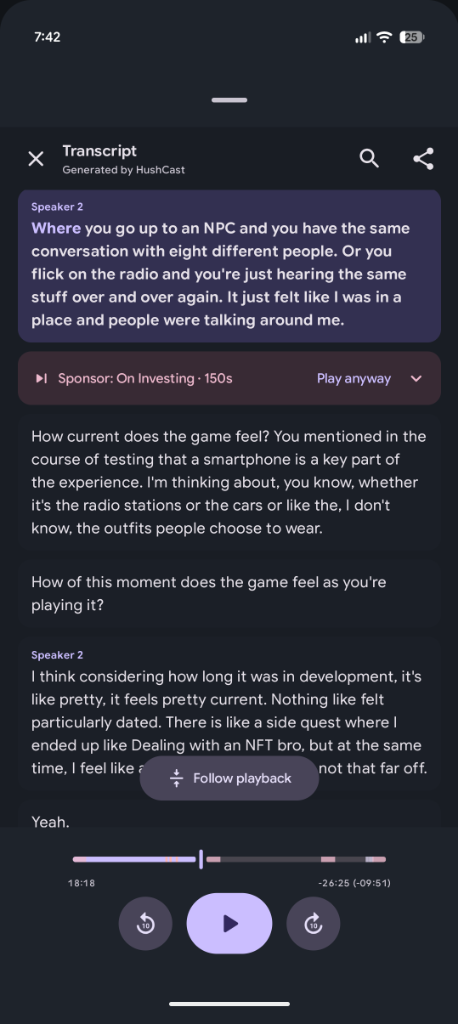 7:42
25
Transcript
Generated by HushCast
Speaker 2
Where you go up to an NPC and you have the same
conversation with eight different people. Or you
flick on the radio and you're just hearing the same
stuff over and over again. It just felt like I was in a
place and people were talking around me.
Sponsor: On Investing · 150s Play anyway
How current does the game feel? You mentioned in the
course of testing that a smartphone is a key part of
the experience. I'm thinking about, you know, whether
it's the radio stations or the cars or like the, I don't
know, the outfits people choose to wear.
How of this moment does the game feel as you're
playing it?
Speaker 2
I think considering how long it was in development, it's
like pretty, it feels pretty current. Nothing like felt
particularly dated. There is like a side quest where I
ended up like Dealing with an NFT bro, but at the same
time, I feel like not that far off.
Follow playback
Yeah.
18:18 -26:25 (-09:51)
10 10